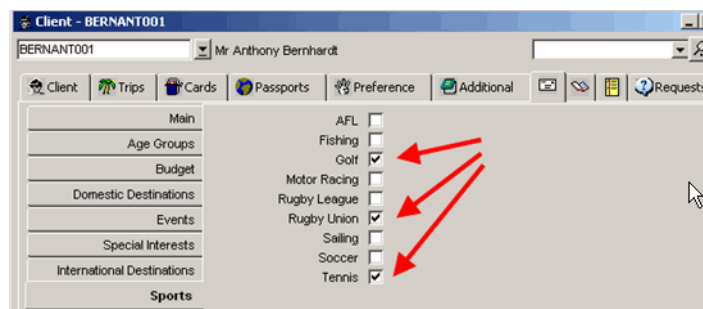 Client - BERNANT001
BERNANT001 Mr Anthony Bernhardt
Client Trips Cards Passports Preference Additional Requests
Main
Age Groups
Budget
Domestic Destinations
Events
Special Interests
International Destinations
Sports
AFL
Fishing
Golf
Motor Racing
Rugby League
Rugby Union
Sailing
Soccer
Tennis